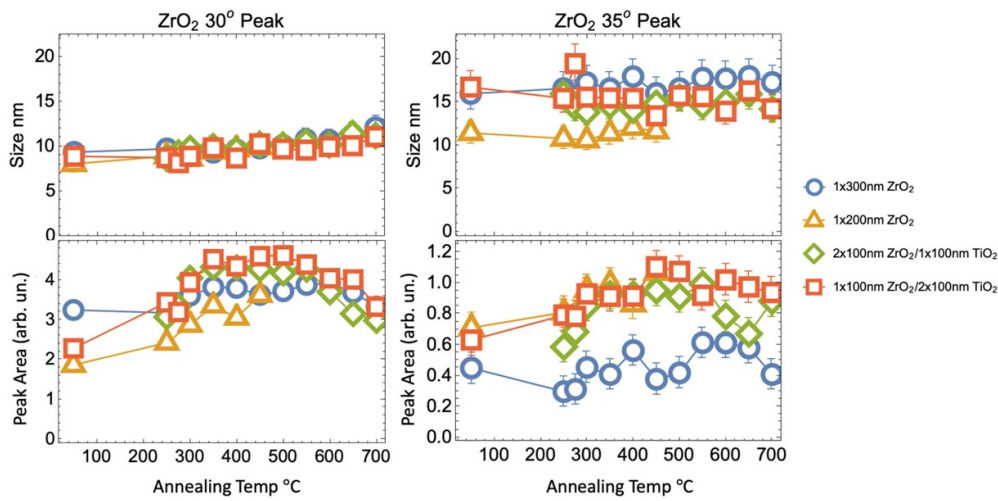 ZrO₂ 30ᵒ Peak
ZrO₂ 35ᵒ Peak
Size nm
20
15
10
5
0
Size nm
20
15
10
5
0
1x300nm ZrO₂
1x200nm ZrO₂
2x100nm ZrO₂/1x100nm TiO₂
1x100nm ZrO₂/2x100nm TiO₂
Peak Area (arb. un.)
4
3
2
1
0
Peak Area (arb. un.)
1.2
1.0
0.8
0.6
0.4
0.2
0.0
100 200 300 400 500 600 700
100 200 300 400 500 600 700
Annealing Temp °C
Annealing Temp °C